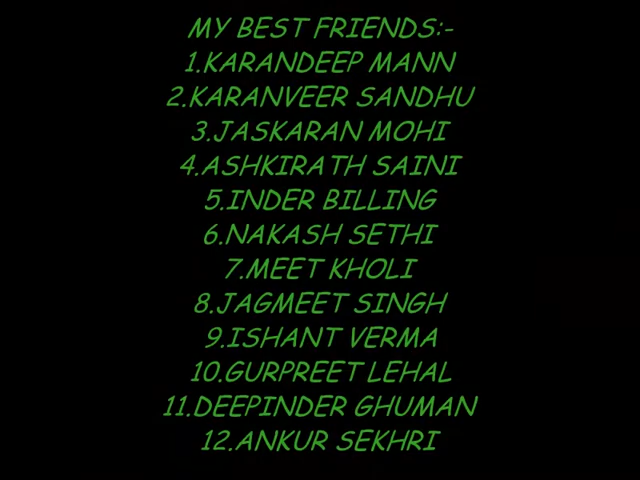 MY BEST FRIENDS:-
1.KARANDEEP MANN
2.KARANVEER SANDHU
3.JASKARAN MOHI
4.ASHKIRATH SAINI
5.INDER BILLING
6.NAKASH SETHI
7.MEET KHOLI
8.JAGMEET SINGH
9.ISHANT VERMA
10.GURPREET LEHAL
11.DEEPINDER GHUMAN
12.ANKUR SEKHRI